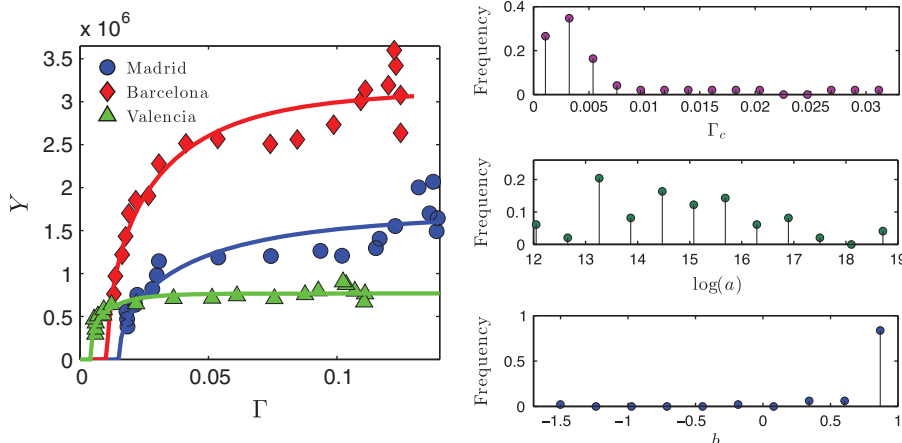 x 10⁶
3.5
3
2.5
2
1.5
1
0.5
0
Y
Madrid
Barcelona
Valencia
0 0.05 0.1
Γ
Frequency
0.4
0.2
0
0 0.005 0.01 0.015 0.02 0.025 0.03
Γc
Frequency
0.2
0.1
0
12 13 14 15 16 17 18 19
log(a)
Frequency
1
0.5
0
−1.5 −1 −0.5 0 0.5 1
b